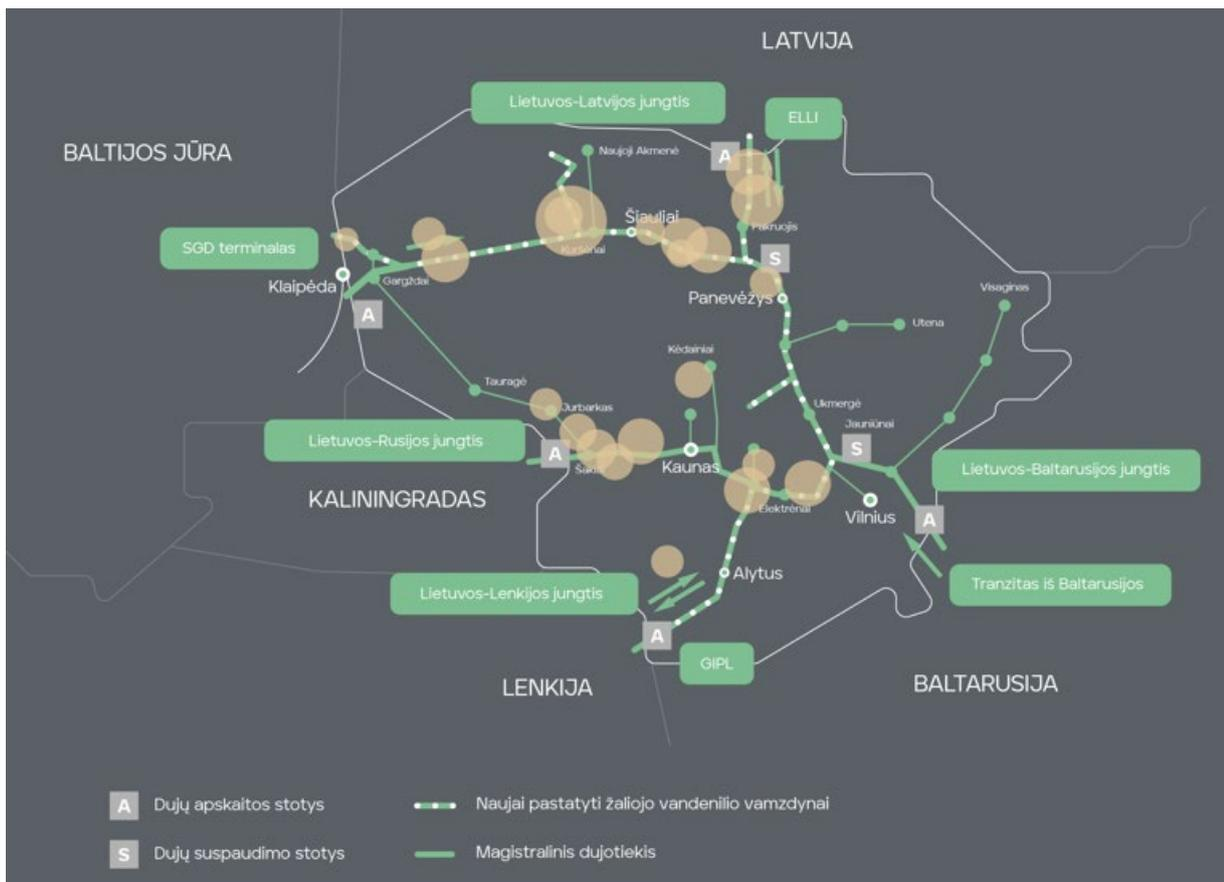 LATVIJA
Lietuvos-Latvijos jungtis
ELLI
BALTIJOS JŪRA
A
Naujoji Akmenė
Šiauliai
Pakruojis
SGD terminalas
Kuršėnai
S
Klaipėda
Gargždai
Panevėžys
Visaginas
A
Utena
Kėdainiai
Tauragė
Jurbarkas
Ukmergė
Jauniūnai
Lietuvos-Rusijos jungtis
A
S
Kaunas
Lietuvos-Baltarusijos jungtis
KALININGRADAS
Elektrėnai
Vilnius
A
Alytus
Lietuvos-Lenkijos jungtis
Tranzitas iš Baltarusijos
A
GIPL
LENKIJA
BALTARUSIJA
A Dujų apskaitos stotys
Naujai pastatyti žaliojo vandenilio vamzdynai
S Dujų suspaudimo stotys
Magistralinis dujotiekis